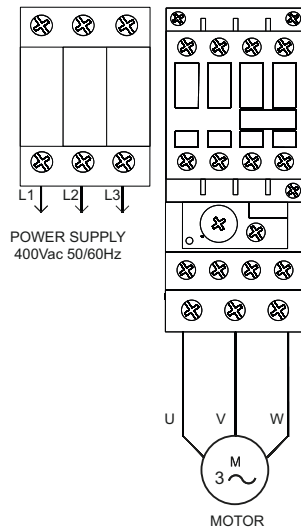 L1 L2 L3
POWER SUPPLY
400Vac 50/60Hz
U V W
M
3
MOTOR